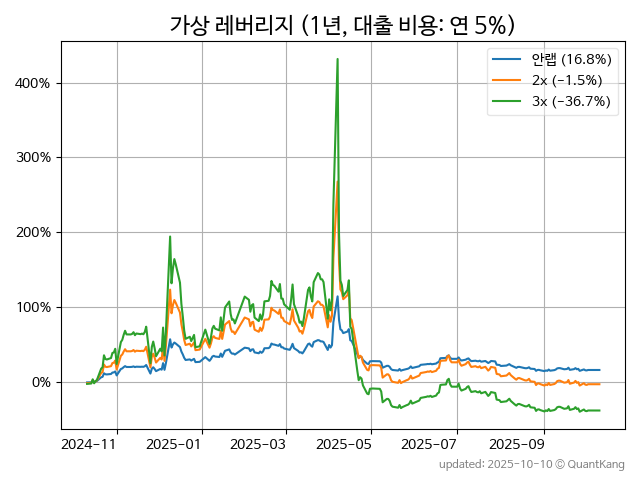 가상 레버리지 (1년, 대출 비용: 연 5%)
안랩 (16.8%)
2x (−1.5%)
3x (−36.7%)
400%
300%
200%
100%
0%
2024-11 2025-01 2025-03 2025-05 2025-07 2025-09
updated: 2025-10-10 © QuantKang